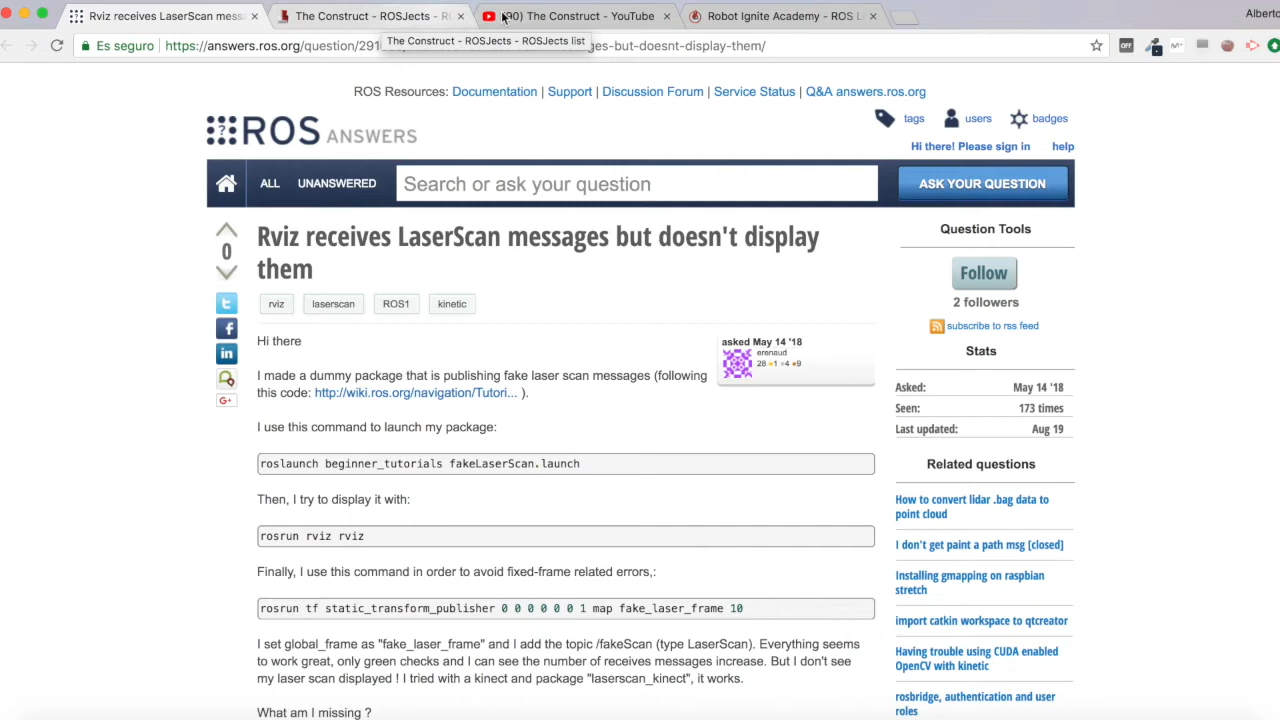 Rviz receives LaserScan mess
The Construct - ROSJects - R
90) The Construct - YouTube
Robot Ignite Academy - ROS L
Alberto
Es seguro
https://answers.ros.org/question/291
es-but-doesnt-display-them/
The Construct - ROSJects - ROSJects list
OFF
ROS Resources: Documentation | Support | Discussion Forum | Service Status | Q&A answers.ros.org
ROS ANSWERS
tags
users
badges
Hi there! Please sign in
help
ALL
UNANSWERED
Search or ask your question
ASK YOUR QUESTION
0
Rviz receives LaserScan messages but doesn't display
them
rviz
laserscan
ROS1
kinetic
Hi there
asked May 14 '18
erenaud
28 1 4 9
I made a dummy package that is publishing fake laser scan messages (following
this code: http://wiki.ros.org/navigation/Tutori... ).
I use this command to launch my package:
roslaunch beginner_tutorials fakeLaserScan.launch
Then, I try to display it with:
rosrun rviz rviz
Finally, I use this command in order to avoid fixed-frame related errors,:
rosrun tf static_transform_publisher 0 0 0 0 0 0 1 map fake_laser_frame 10
I set global_frame as "fake_laser_frame" and I add the topic /fakeScan (type LaserScan). Everything seems
to work great, only green checks and I can see the number of receives messages increase. But I don't see
my laser scan displayed ! I tried with a kinect and package "laserscan_kinect", it works.
What am I missing ?
G+
Question Tools
Follow
2 followers
subscribe to rss feed
Stats
Asked: May 14 '18
Seen: 173 times
Last updated: Aug 19
Related questions
How to convert lidar .bag data to
point cloud
I don't get paint a path msg [closed]
Installing gmapping on raspbian
stretch
import catkin workspace to qtcreator
Having trouble using CUDA enabled
OpenCV with kinetic
rosbridge, authentication and user
roles